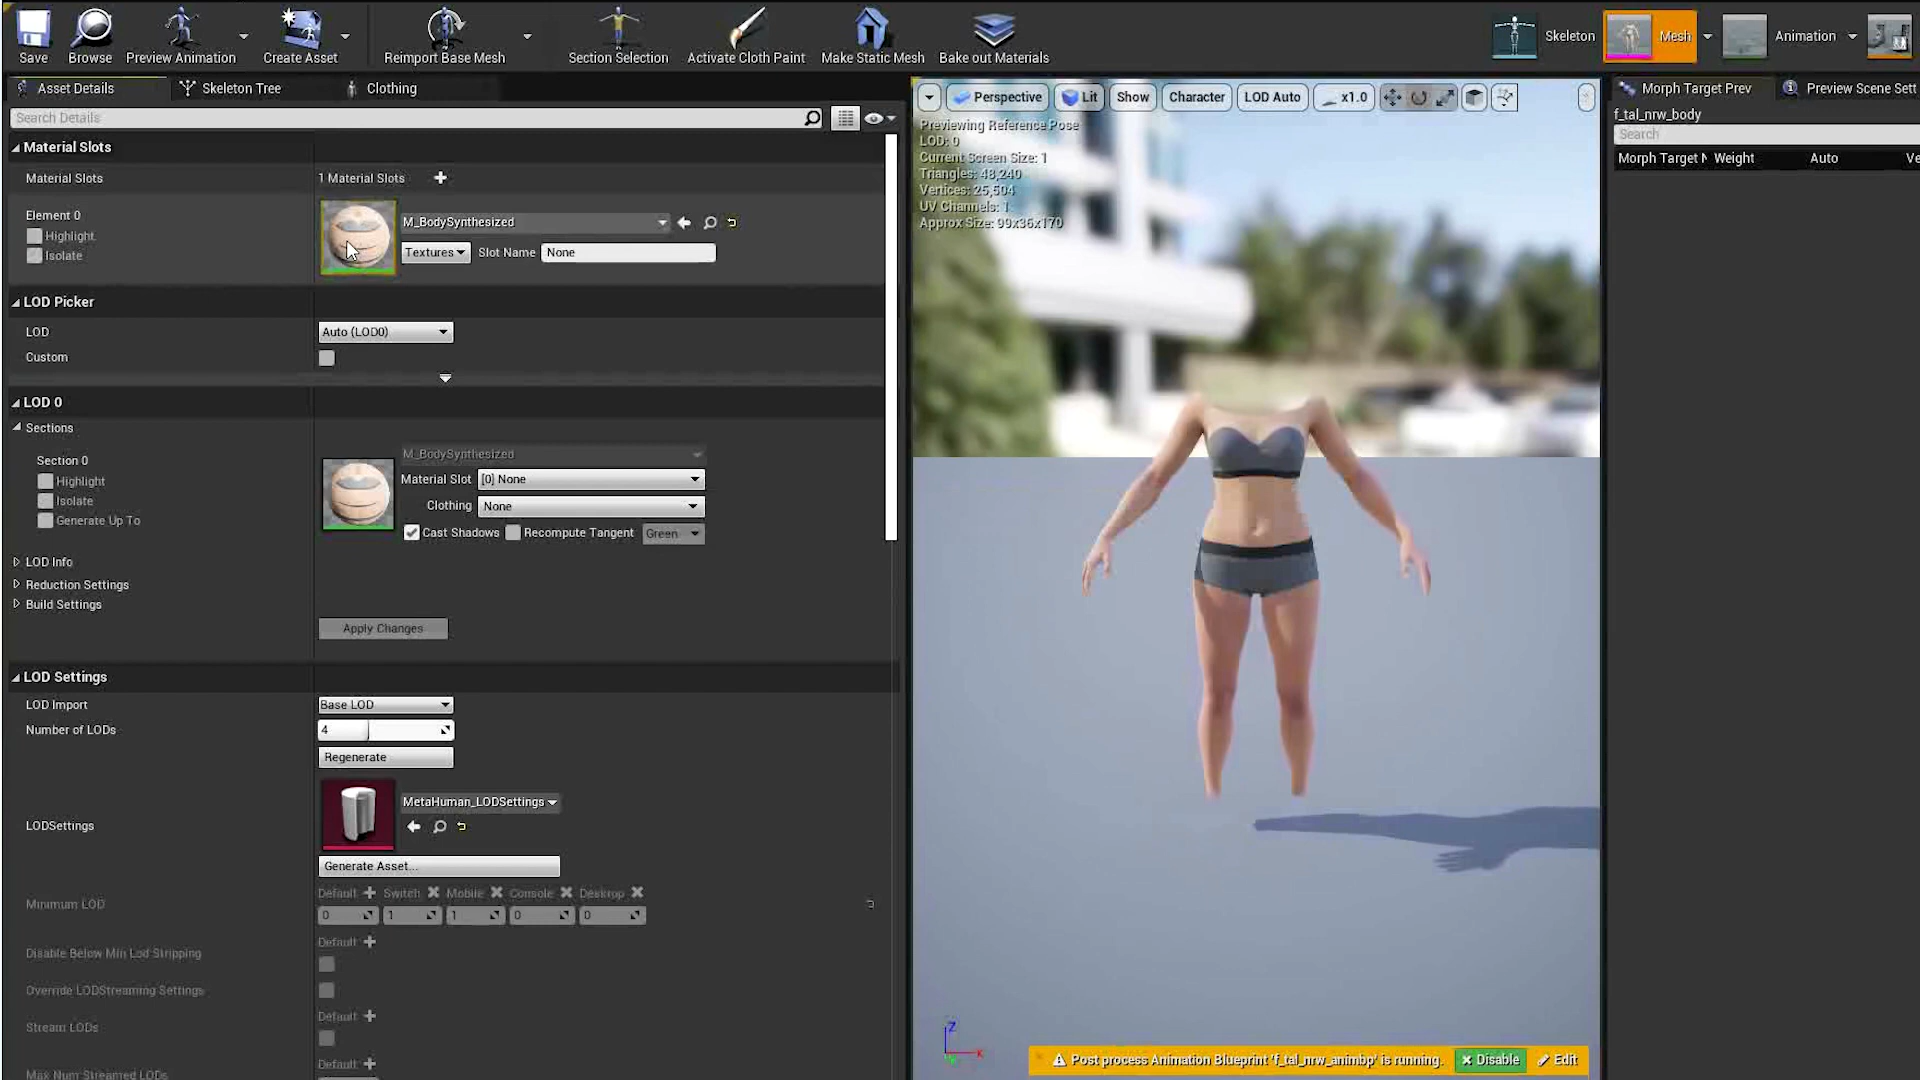 Save Browse Preview Animation Create Asset Reimport Base Mesh Section Selection Activate Cloth Paint Make Static Mesh Bake out Materials Skeleton Mesh Animation
Asset Details Skeleton Tree Clothing
Search Details
Material Slots
Material Slots 1 Material Slots
Element 0
Highlight
Isolate
M_BodySynthesized
Textures Slot Name None
LOD Picker
LOD Auto (LOD0)
Custom
LOD 0
Sections
Section 0
Highlight
Isolate
Generate Up To
M_BodySynthesized
Material Slot [0] None
Clothing None
Cast Shadows Recompute Tangent Green
LOD Info
Reduction Settings
Build Settings
Apply Changes
LOD Settings
LOD Import Base LOD
Number of LODs 4
Regenerate
LODSettings MetaHuman_LODSettings
Generate Asset...
Minimum LOD
Default Switch Mobile Console Desktop
0 1 1 0 0
Default
Disable Below Min Lod Stripping
Override LODStreaming Settings
Default
Stream LODs
Default
Max Num Streamed LODs
Perspective Lit Show Character LOD Auto x1.0
Previewing Reference Pose
LOD: 0
Current Screen Size: 1
Triangles: 48,240
Vertices: 25,504
UV Channels: 1
Approx Size: 99x36x170
Z
X
Post process Animation Blueprint 'f_tal_nrw_animbp' is running. Disable Edit
Morph Target Prev Preview Scene Sett
f_tal_nrw_body
Search
Morph Target N Weight Auto Ve